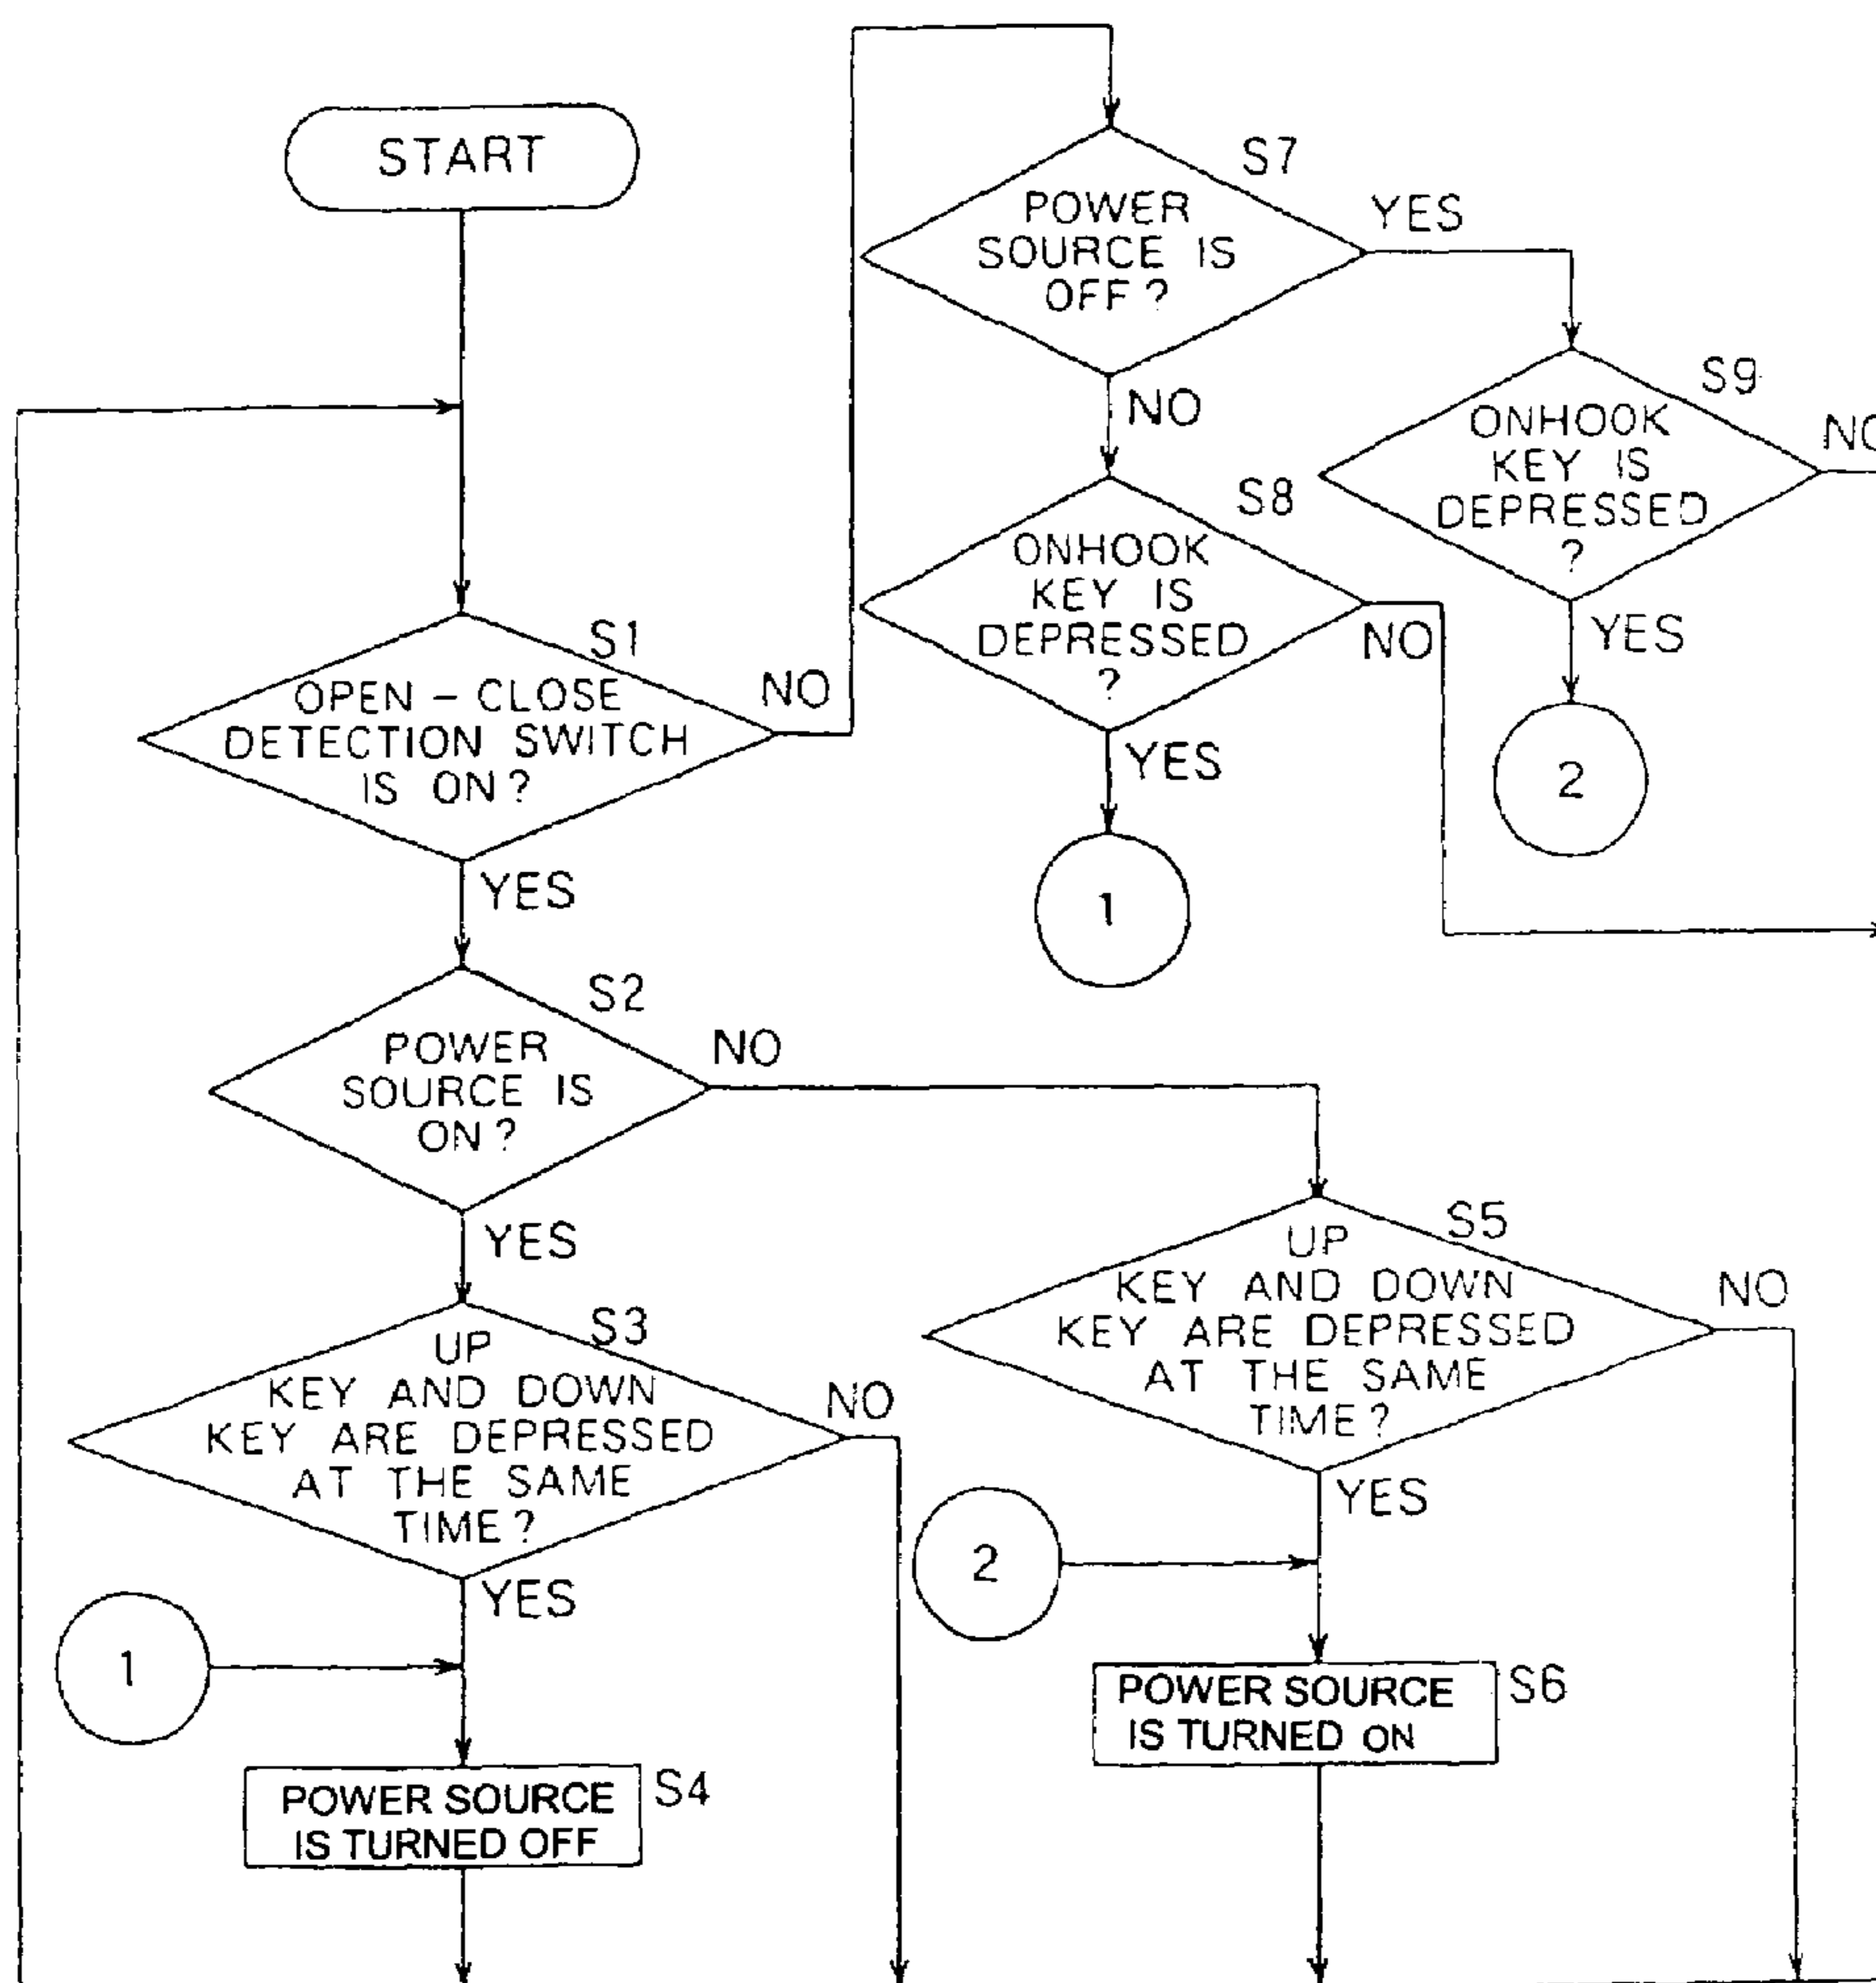 START
S1
OPEN – CLOSE
DETECTION SWITCH
IS ON?
NO
YES
S2
POWER
SOURCE IS
ON?
NO
YES
S3
UP
KEY AND DOWN
KEY ARE DEPRESSED
AT THE SAME
TIME?
NO
YES
1
POWER SOURCE
IS TURNED OFF
S4
S5
UP
KEY AND DOWN
KEY ARE DEPRESSED
AT THE SAME
TIME?
NO
YES
2
POWER SOURCE
IS TURNED ON
S6
S7
POWER
SOURCE IS
OFF?
YES
NO
S8
ONHOOK
KEY IS
DEPRESSED
?
NO
YES
1
S9
ONHOOK
KEY IS
DEPRESSED
?
NO
YES
2